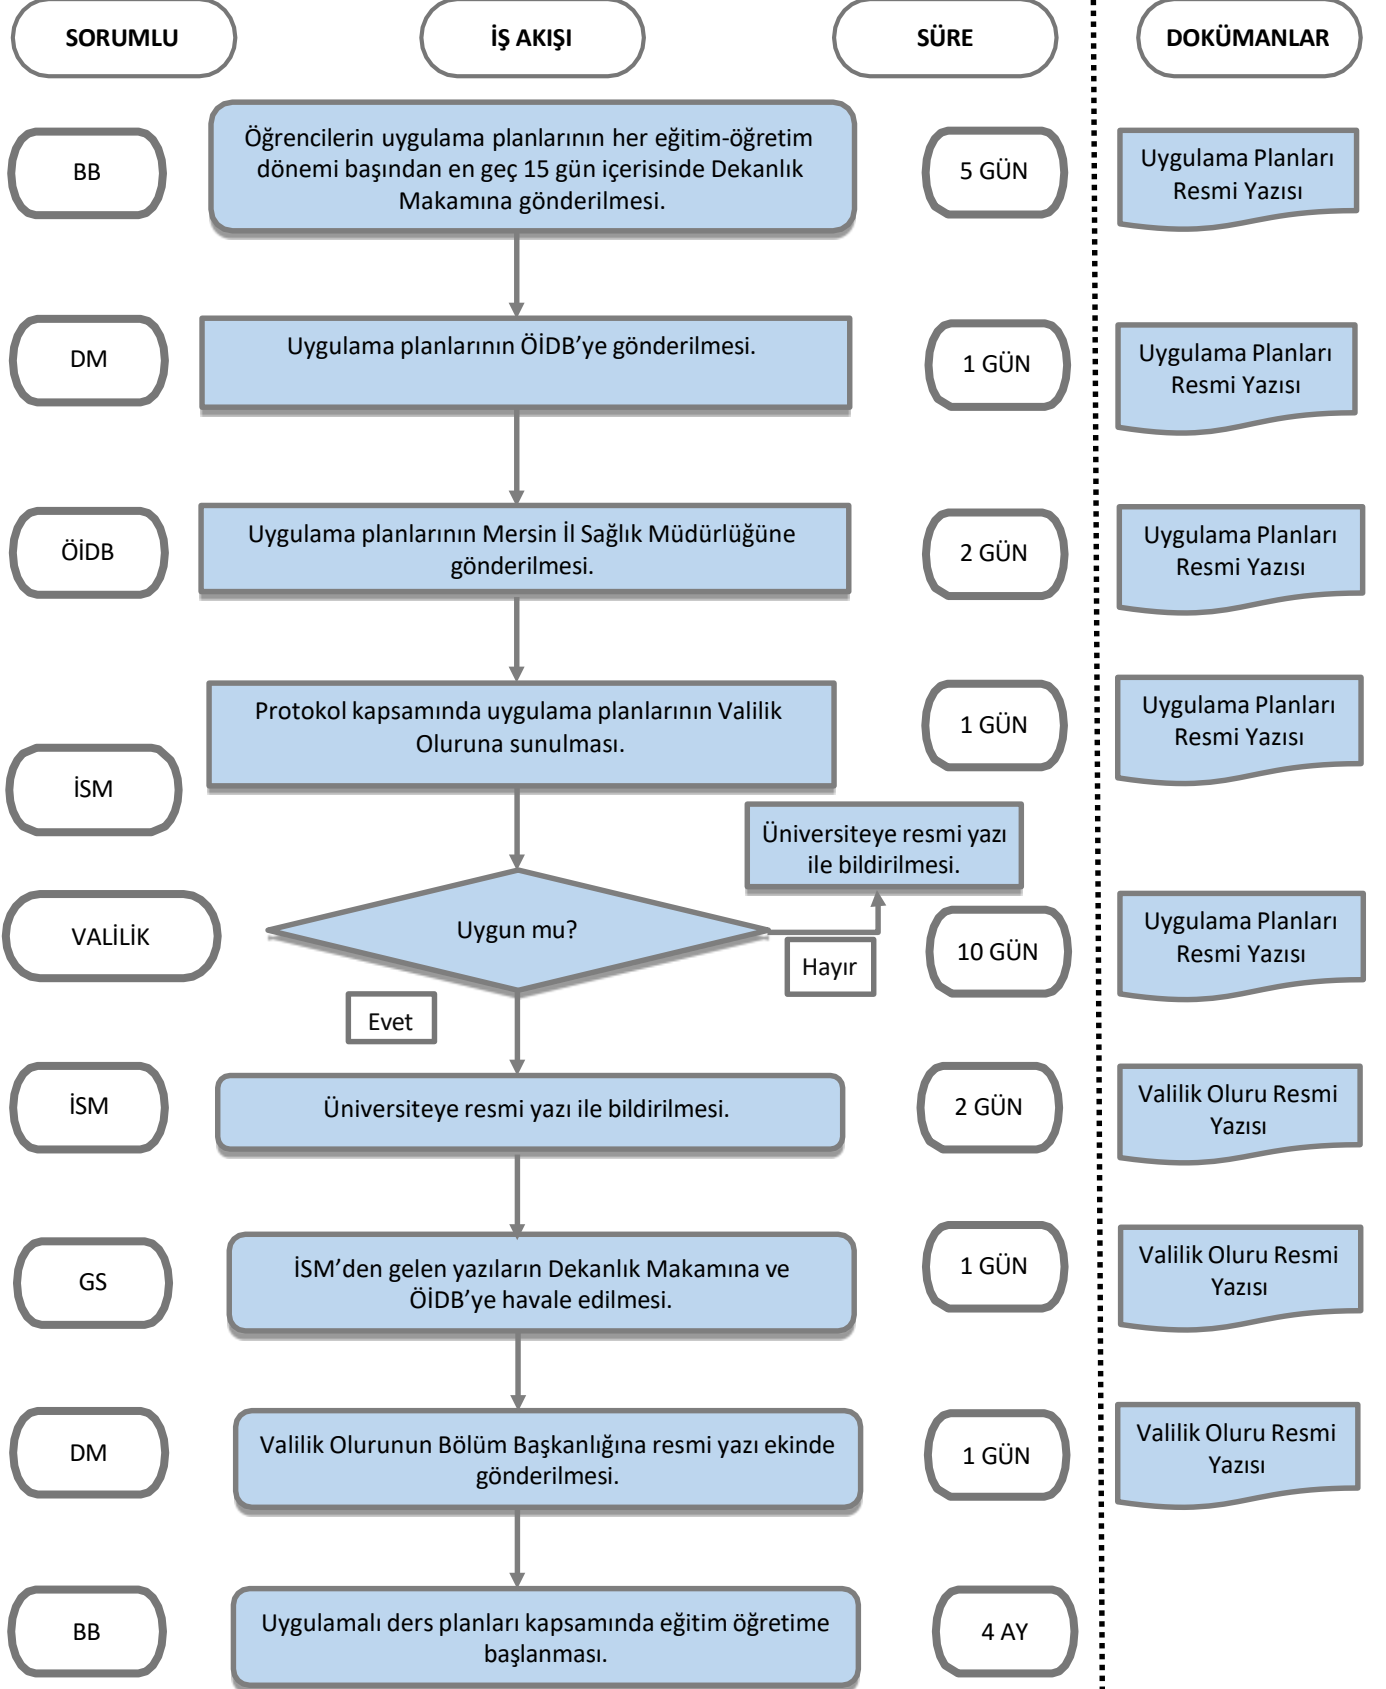 SORUMLU
İŞ AKIŞI
SÜRE
DOKÜMANLAR
BB
Öğrencilerin uygulama planlarının her eğitim-öğretim
dönemi başından en geç 15 gün içerisinde Dekanlık
Makamına gönderilmesi.
5 GÜN
Uygulama Planları
Resmi Yazısı
DM
Uygulama planlarının ÖİDB’ye gönderilmesi.
1 GÜN
Uygulama Planları
Resmi Yazısı
ÖİDB
Uygulama planlarının Mersin İl Sağlık Müdürlüğüne
gönderilmesi.
2 GÜN
Uygulama Planları
Resmi Yazısı
İSM
Protokol kapsamında uygulama planlarının Valilik
Oluruna sunulması.
1 GÜN
Uygulama Planları
Resmi Yazısı
Üniversiteye resmi yazı
ile bildirilmesi.
VALİLİK
Uygun mu?
Hayır
10 GÜN
Uygulama Planları
Resmi Yazısı
Evet
İSM
Üniversiteye resmi yazı ile bildirilmesi.
2 GÜN
Valilik Oluru Resmi
Yazısı
GS
İSM’den gelen yazıların Dekanlık Makamına ve
ÖİDB’ye havale edilmesi.
1 GÜN
Valilik Oluru Resmi
Yazısı
DM
Valilik Olurunun Bölüm Başkanlığına resmi yazı ekinde
gönderilmesi.
1 GÜN
Valilik Oluru Resmi
Yazısı
BB
Uygulamalı ders planları kapsamında eğitim öğretime
başlanması.
4 AY